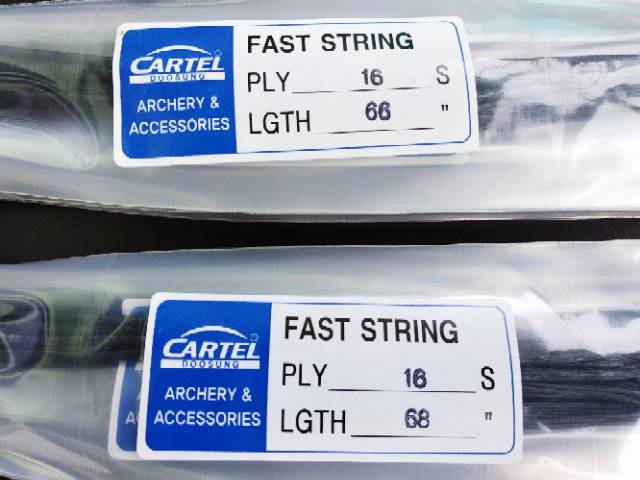 CARTEL
DOOSUNG
ARCHERY &
ACCESSORIES
FAST STRING
PLY 16 S
LGTH 66 "
CARTEL
DOOSUNG
ARCHERY &
ACCESSORIES
FAST STRING
PLY 16 S
LGTH 68 "